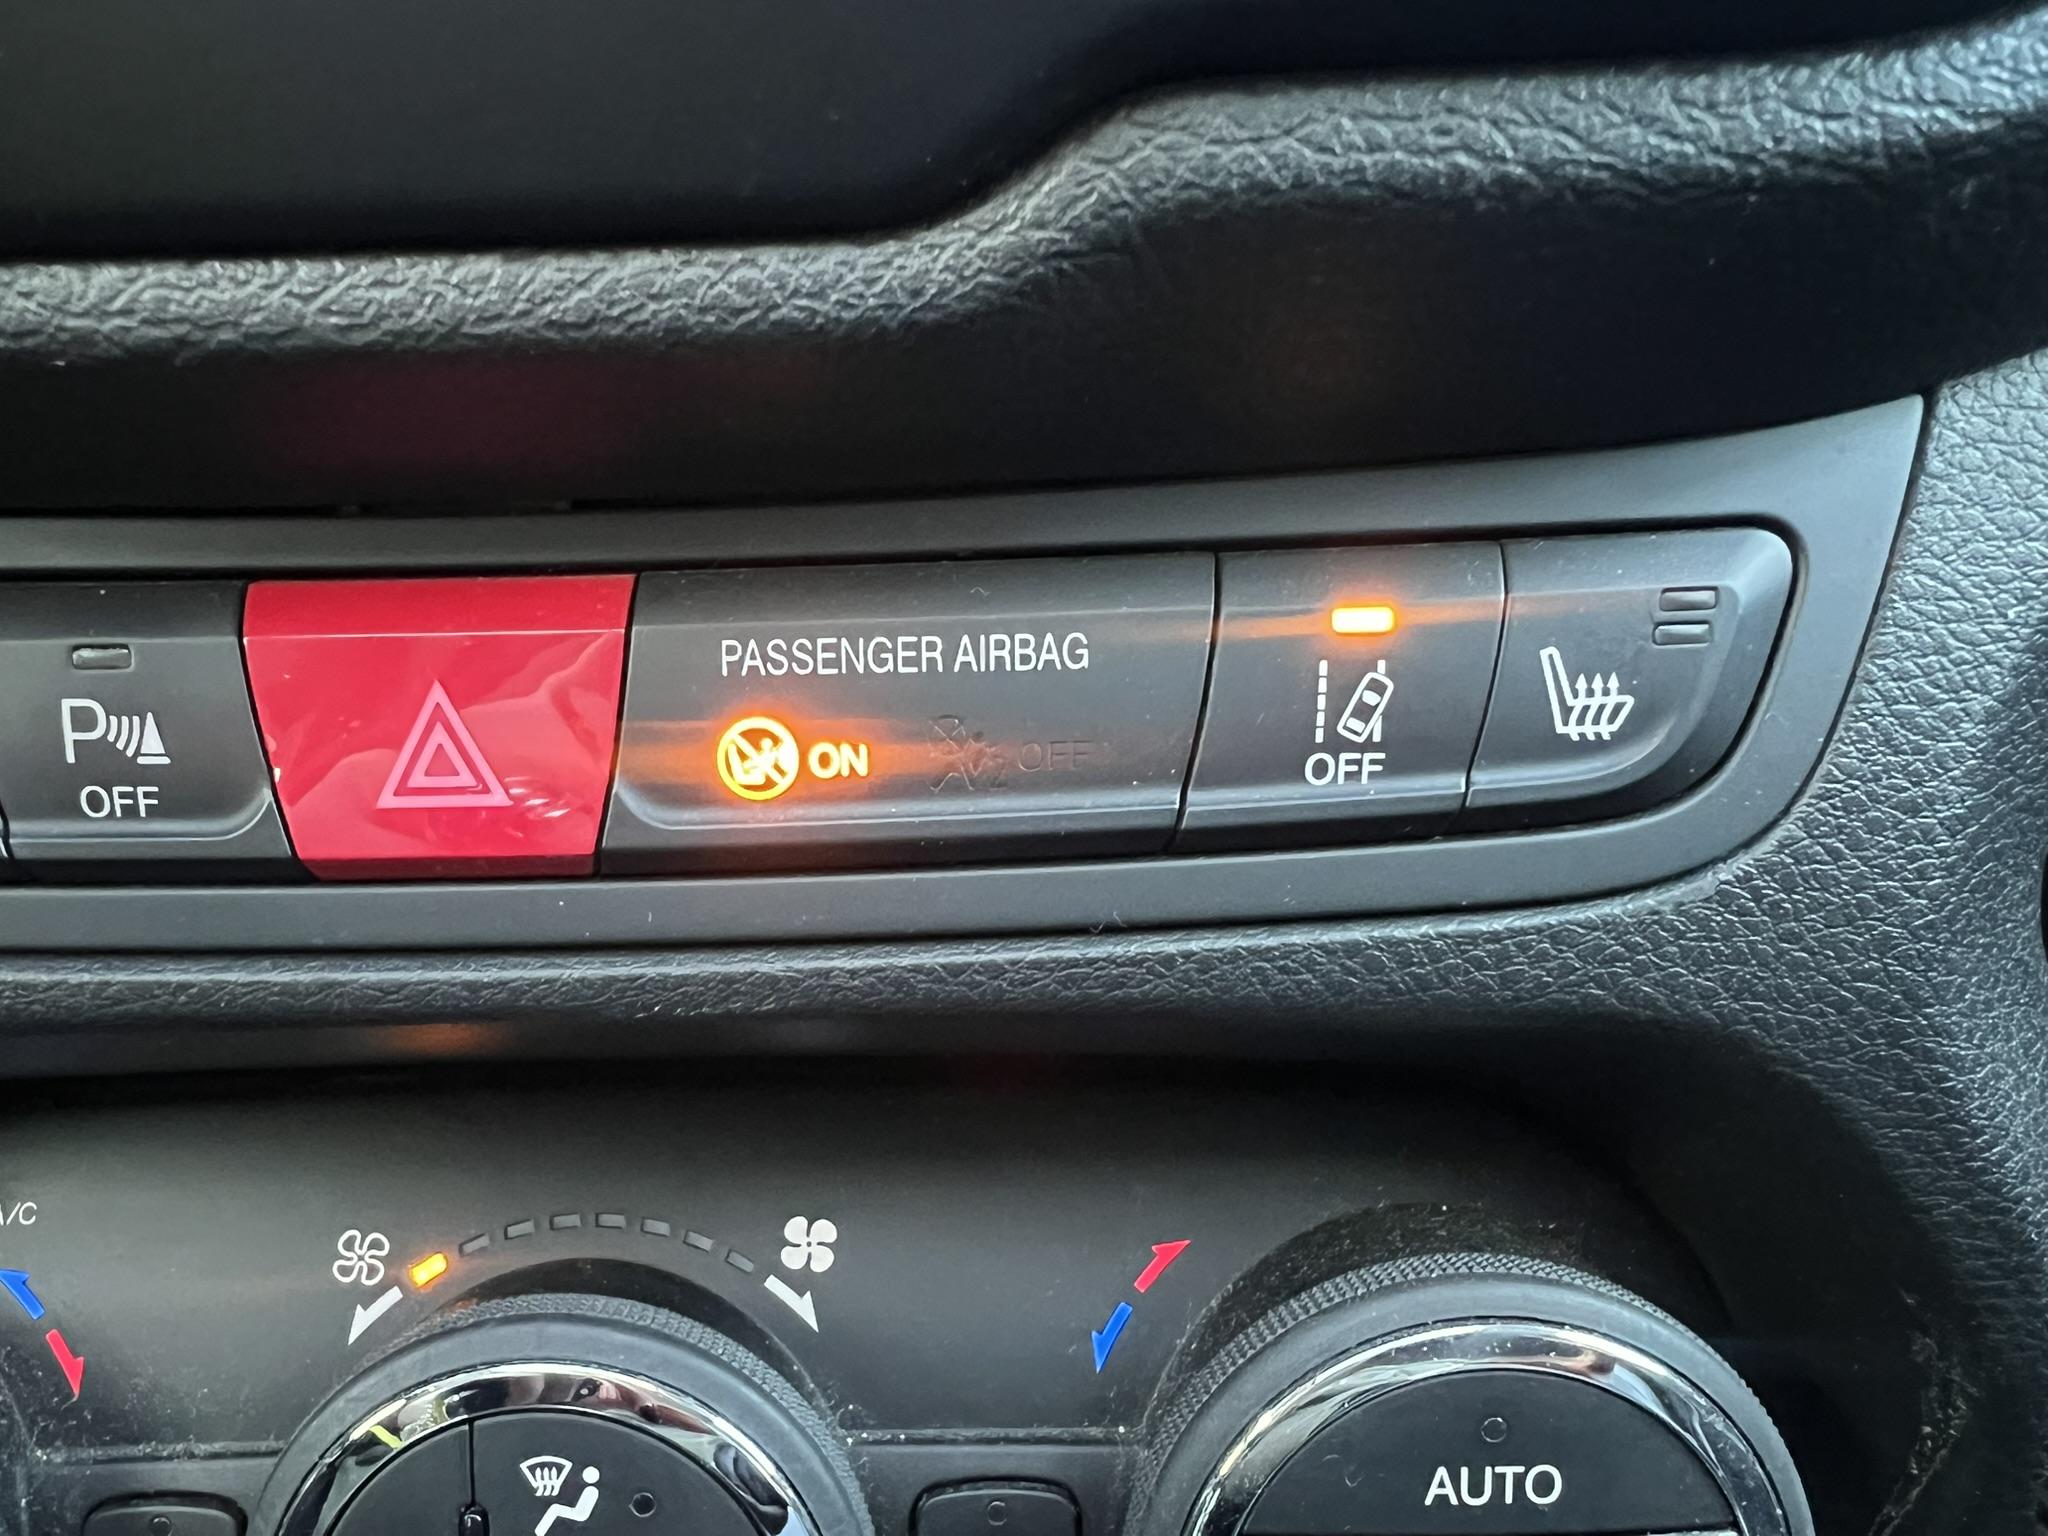 P
OFF
PASSENGER AIRBAG
ON
OFF
OFF
A/C
AUTO